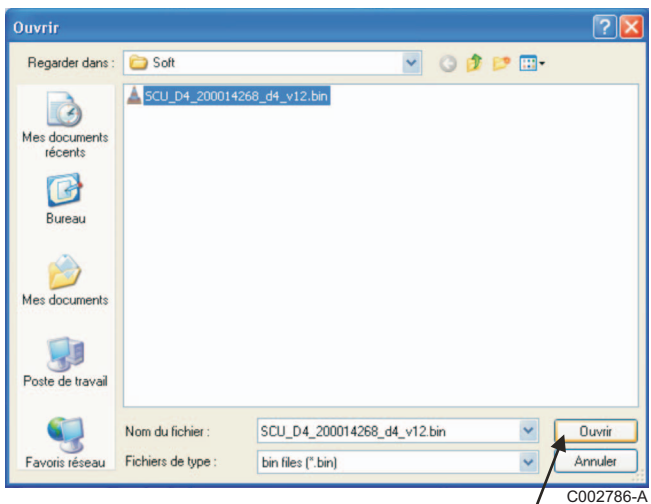 Ouvrir
Regarder dans :
Soft
SCU_D4_200014268_d4_v12.bin
Mes documents
récents
Bureau
Mes documents
Poste de travail
Favoris réseau
Nom du fichier :
SCU_D4_200014268_d4_v12.bin
Ouvrir
Fichiers de type :
bin files (*.bin)
Annuler
C002786-A